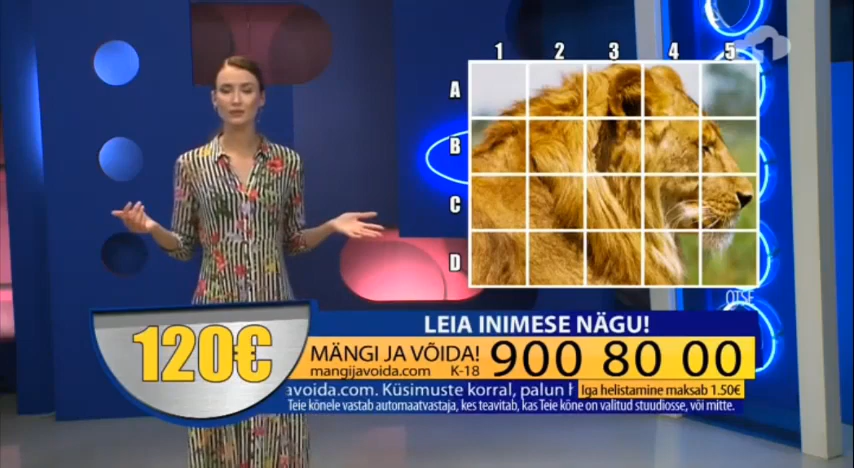 1 2 3 4 5
A
B
C
D
OTSE
LEIA INIMESE NÄGU!
120€
MÄNGI JA VÕIDA! 900 80 00
mangijavoida.com K-18
avoida.com. Küsimuste korral, palun
Iga helistamine maksab 1.50€
Teie kõnele vastab automaatvastaja, kes teavitab, kas Teie kõne on valitud stuudiosse, või mitte.